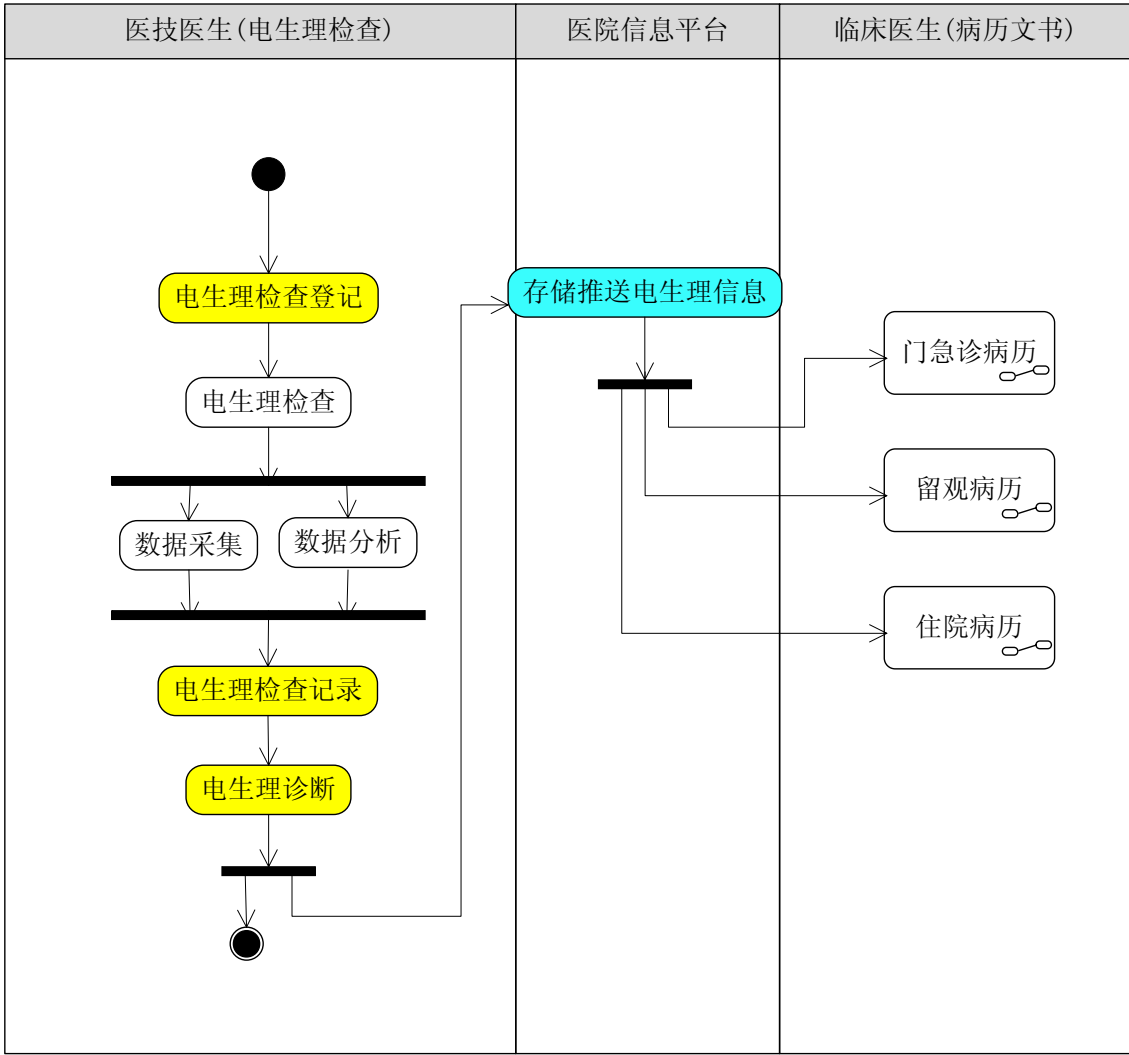 医技医生(电生理检查)
医院信息平台
临床医生(病历文书)
电生理检查登记
电生理检查
数据采集
数据分析
电生理检查记录
电生理诊断
存储推送电生理信息
门急诊病历
留观病历
住院病历